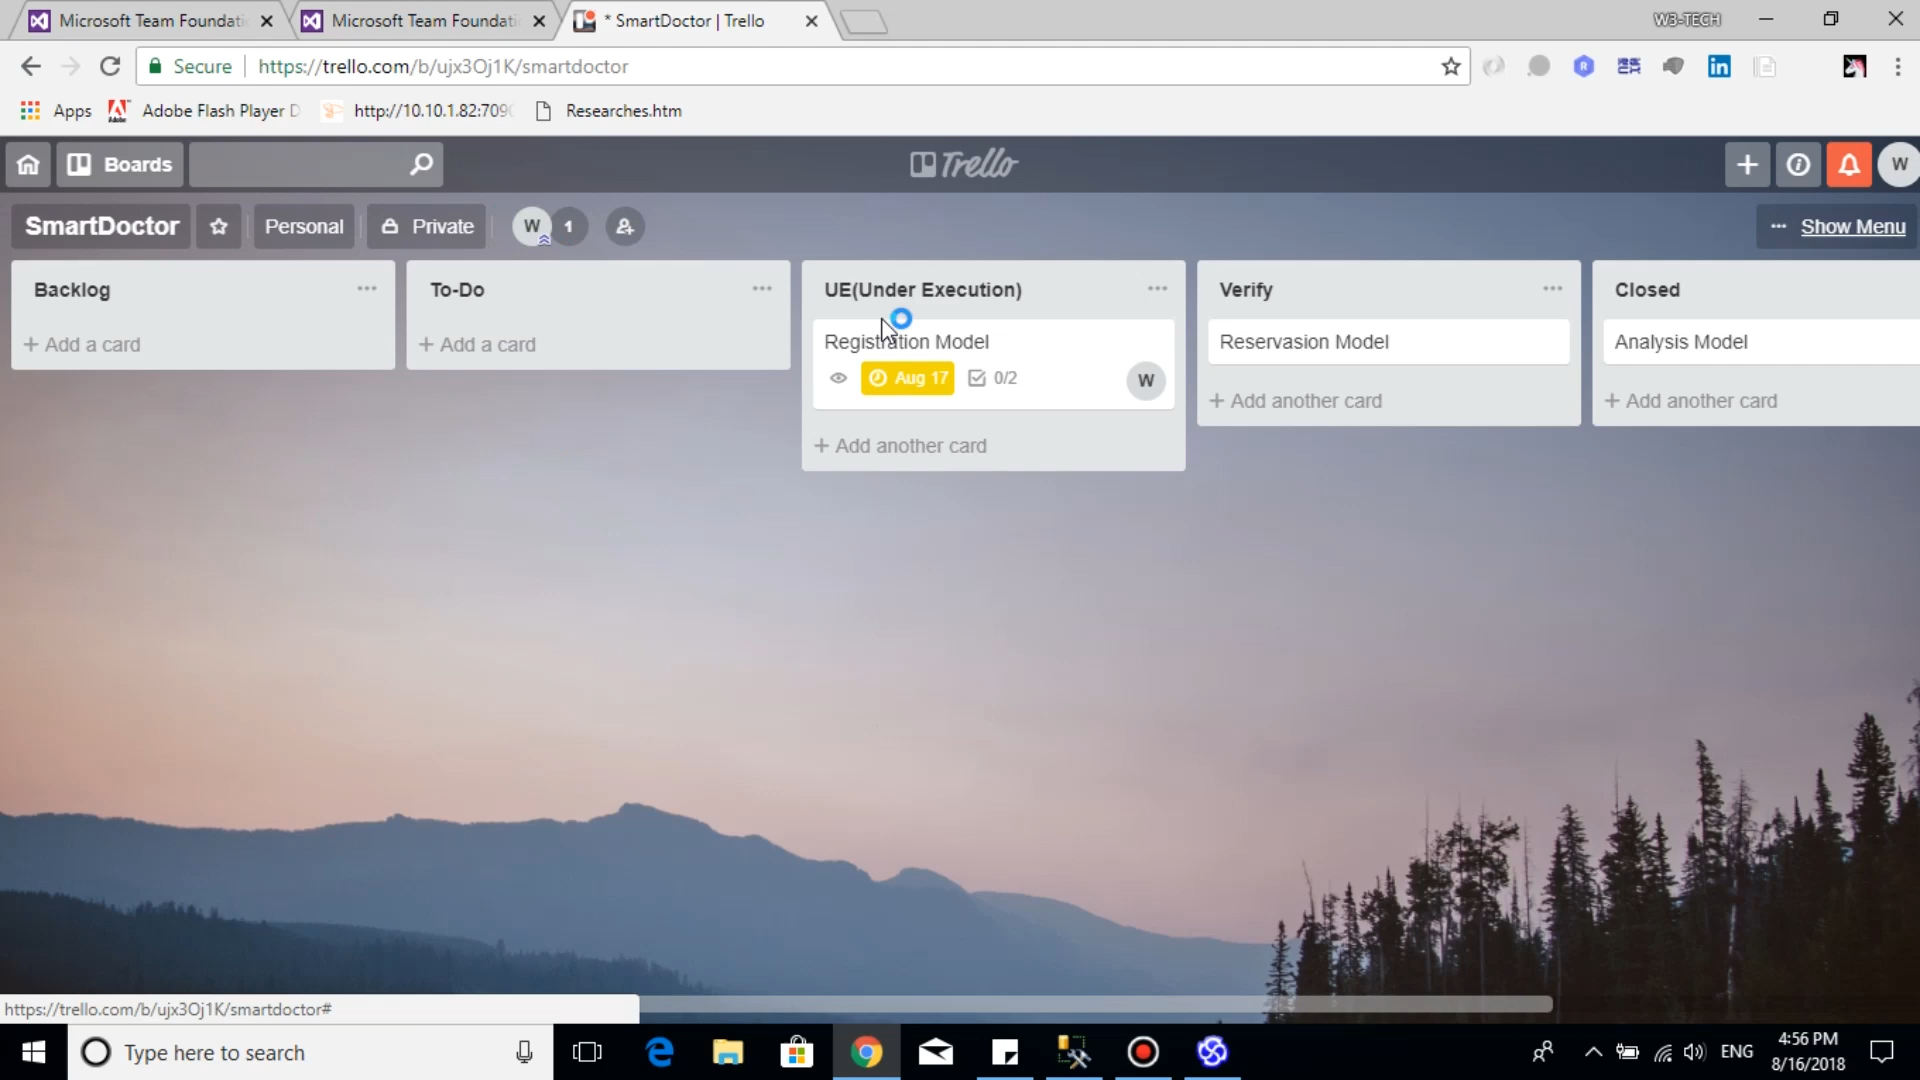 Microsoft Team Foundati
Microsoft Team Foundati
* SmartDoctor | Trello
W3-TECH
Secure
https://trello.com/b/ujx3Oj1K/smartdoctor
Apps
Adobe Flash Player D
http://10.10.1.82:709
Researches.htm
Boards
Trello
W
SmartDoctor
Personal
Private
W
1
... Show Menu
Backlog
+ Add a card
To-Do
+ Add a card
UE(Under Execution)
Registration Model
Aug 17
0/2
W
+ Add another card
Verify
Reservasion Model
+ Add another card
Closed
Analysis Model
+ Add another card
https://trello.com/b/ujx3Oj1K/smartdoctor#
Type here to search
ENG
4:56 PM
8/16/2018